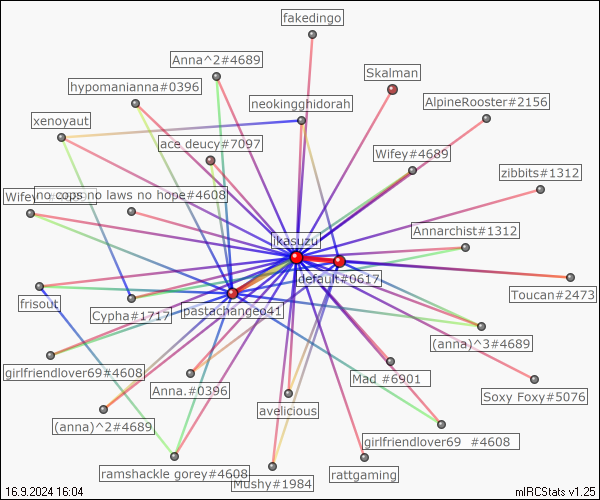 fakedingo
Anna^2#4689
Skalman
hypomanianna#0396
neokingghidorah
AlpineRooster#2156
xenoyaut
ace deucy#7097
Wifey#4689
zibbits#1312
Wifey
no cops no laws no hope#4608
Annarchist#1312
ikasuzu
default#0617
Toucan#2473
frisout
Cypha#1717
pastachangeo41
(anna)^3#4689
girlfriendlover69#4608
Anna.#0396
Mad #6901
Soxy Foxy#5076
(anna)^2#4689
avelicious
girlfriendlover69 #4608
ramshackle gorey#4608
Mushy#1984
rattgaming
16.9.2024 16:04
mIRCStats v1.25